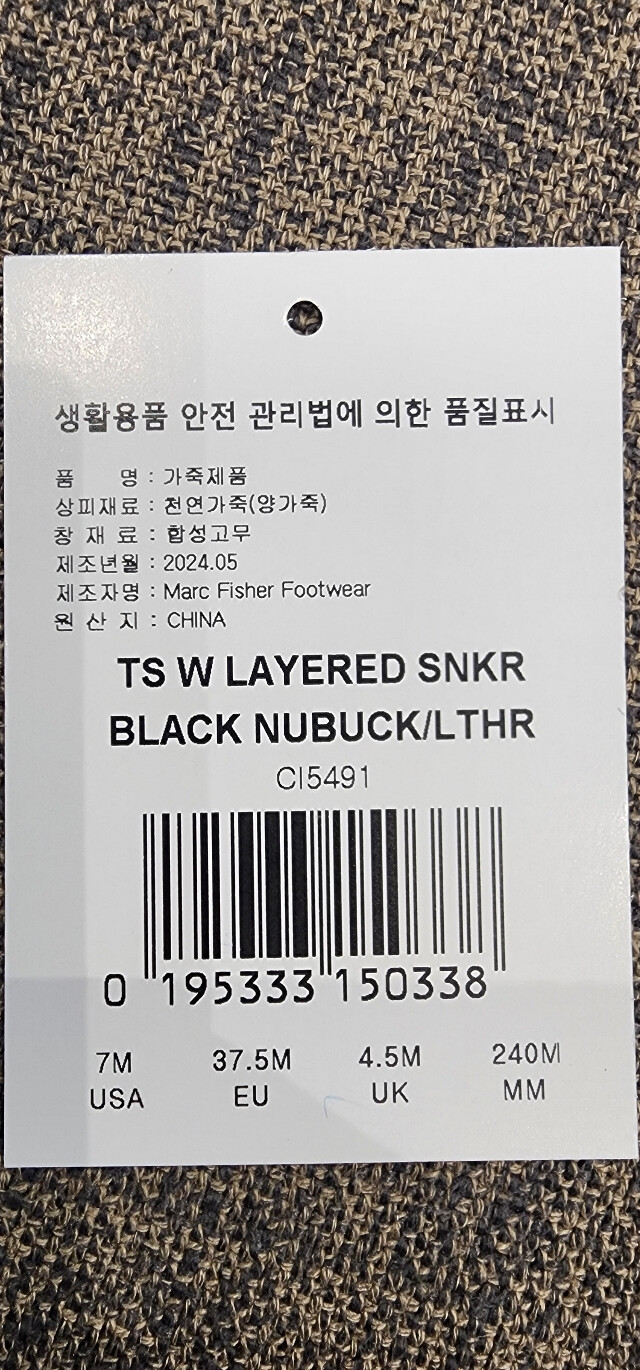 생활용품 안전 관리법에 의한 품질표시
품 명 : 가죽제품
상피재료 : 천연가죽(양가죽)
창 재 료 : 합성고무
제조년월 : 2024.05
제조자명 : Marc Fisher Footwear
원 산 지 : CHINA
TS W LAYERED SNKR
BLACK NUBUCK/LTHR
CI5491
0 195333 150338
7M 37.5M 4.5M 240M
USA EU UK MM